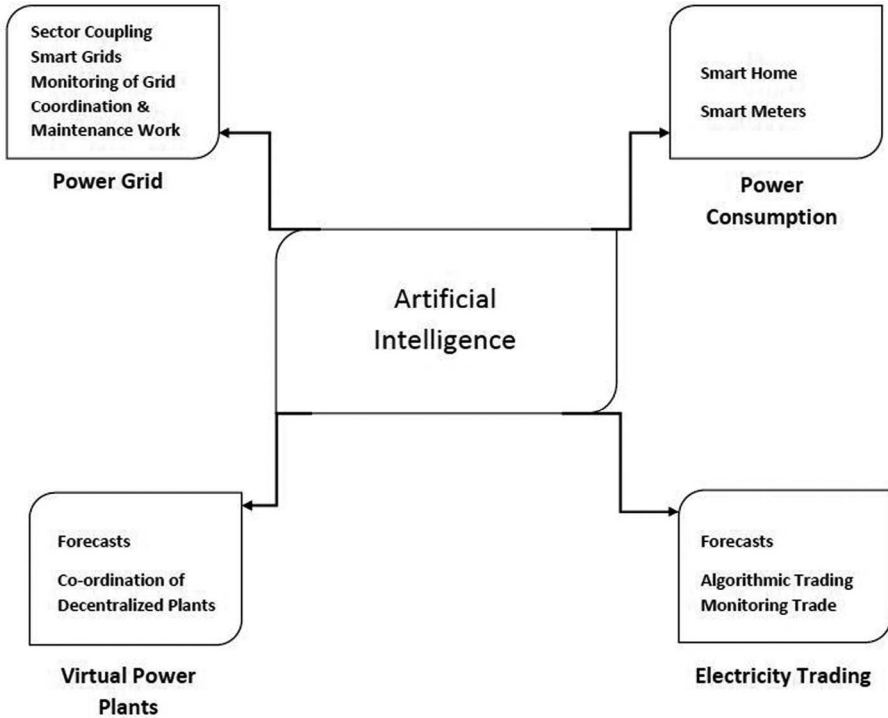 Sector Coupling
Smart Grids
Monitoring of Grid
Coordination &
Maintenance Work
Power Grid
Smart Home
Smart Meters
Power
Consumption
Artificial
Intelligence
Forecasts
Co-ordination of
Decentralized Plants
Virtual Power
Plants
Forecasts
Algorithmic Trading
Monitoring Trade
Electricity Trading